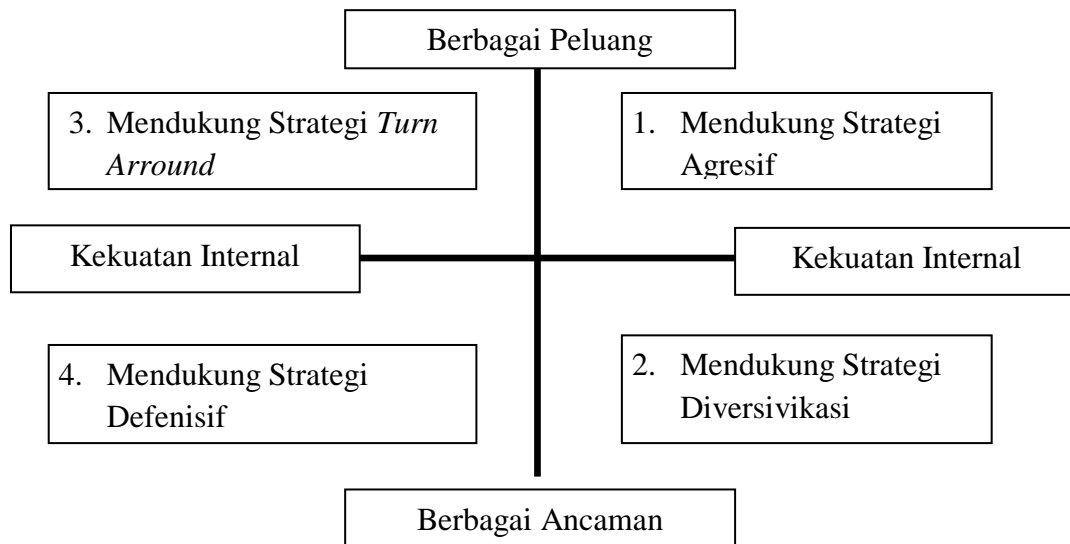 Berbagai Peluang
3. Mendukung Strategi Turn
Arround
1. Mendukung Strategi
Agresif
Kekuatan Internal
Kekuatan Internal
4. Mendukung Strategi
Defenisif
2. Mendukung Strategi
Diversivikasi
Berbagai Ancaman